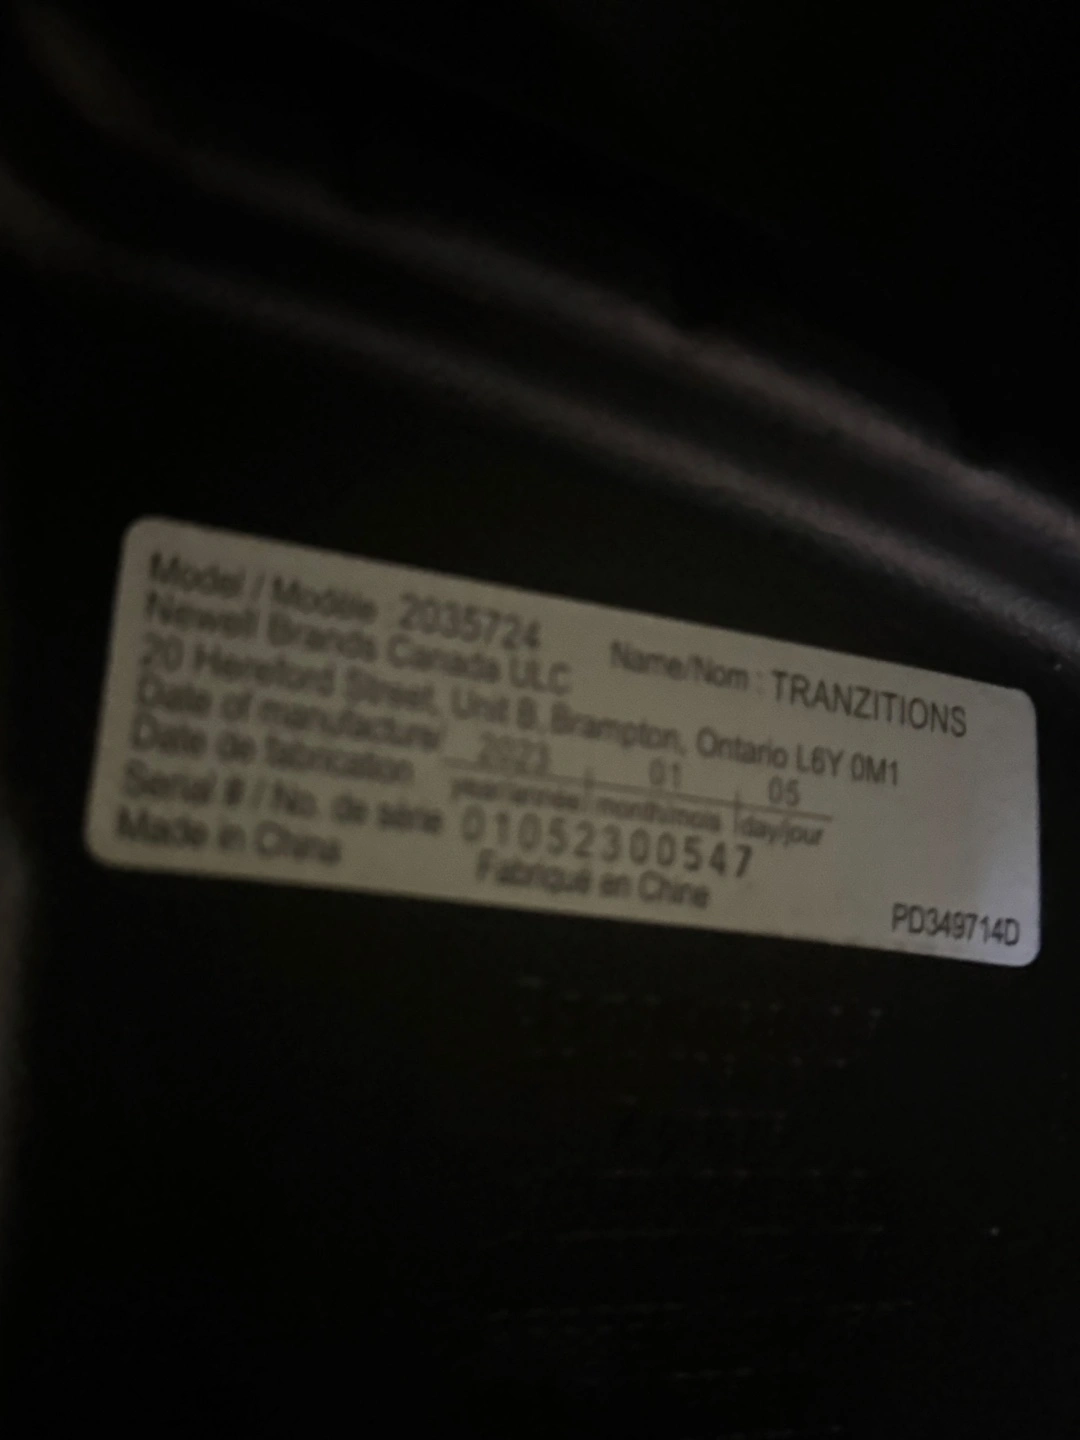 Model / Modèle 2035724 Name/Nom : TRANZITIONS
Newell Brands Canada ULC
20 Hereford Street, Unit B, Brampton, Ontario L6Y 0M1
Date of manufacture/ 2023 01 05
Date de fabrication year/année month/mois day/jour
Serial # / No. de série 01052300547
Made in China Fabriqué en Chine
PD349714D